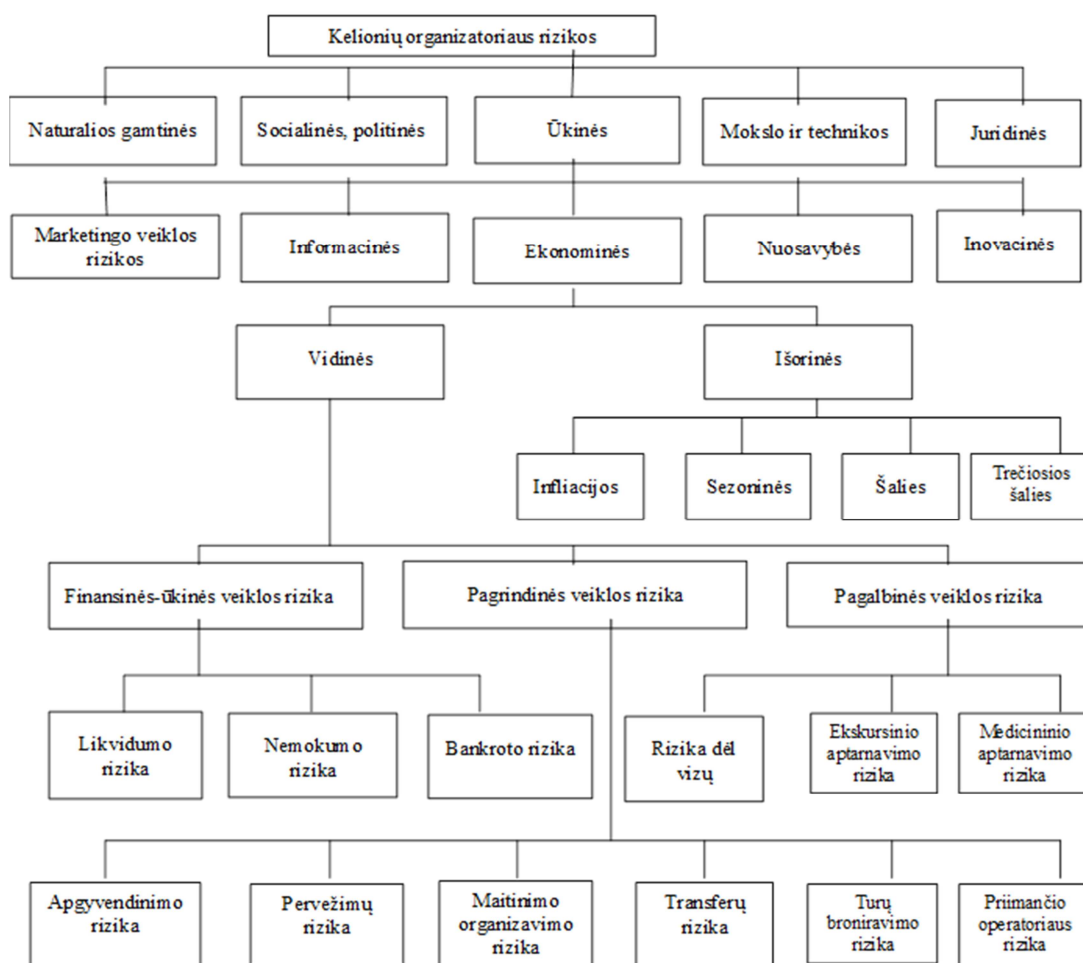 Kelionių organizatoriaus rizikos
Naturalios gamtinės
Socialinės, politinės
Ūkinės
Mokslo ir technikos
Juridinės
Marketingo veiklos
rizikos
Informacinės
Ekonominės
Nuosavybės
Inovacinės
Vidinės
Išorinės
Infliacijos
Sezoninės
Šalies
Trečiosios
šalies
Finansinės-ūkinės veiklos rizika
Pagrindinės veiklos rizika
Pagalbinės veiklos rizika
Likvidumo
rizika
Nemokumo
rizika
Bankroto rizika
Rizika dėl
vizų
Ekskursinio
aptarnavimo
rizika
Medicininio
aptarnavimo
rizika
Apgyvendinimo
rizika
Pervežimų
rizika
Maitinimo
organizavimo
rizika
Transferų
rizika
Turų
broniravimo
rizika
Priimančio
operatoriaus
rizika